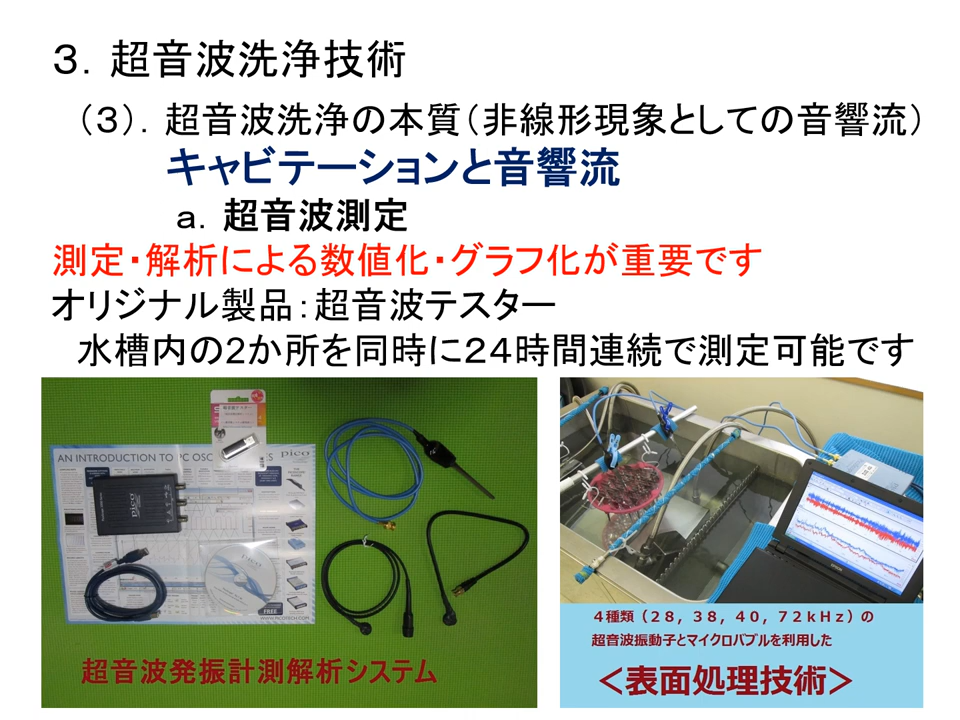 ３．超音波洗浄技術
（３）．超音波洗浄の本質（非線形現象としての音響流）
キャビテーションと音響流
ａ．超音波測定
測定・解析による数値化・グラフ化が重要です
オリジナル製品：超音波テスター
水槽内の2か所を同時に２４時間連続で測定可能です
AN INTRODUCTION TO PC OSC
pico
pico
FREE
WWW.PICOTECH.COM
超音波発振計測解析システム
EPSON
４種類（２８，３８，４０，７２ｋＨｚ）の
超音波振動子とマイクロバブルを利用した
＜表面処理技術＞